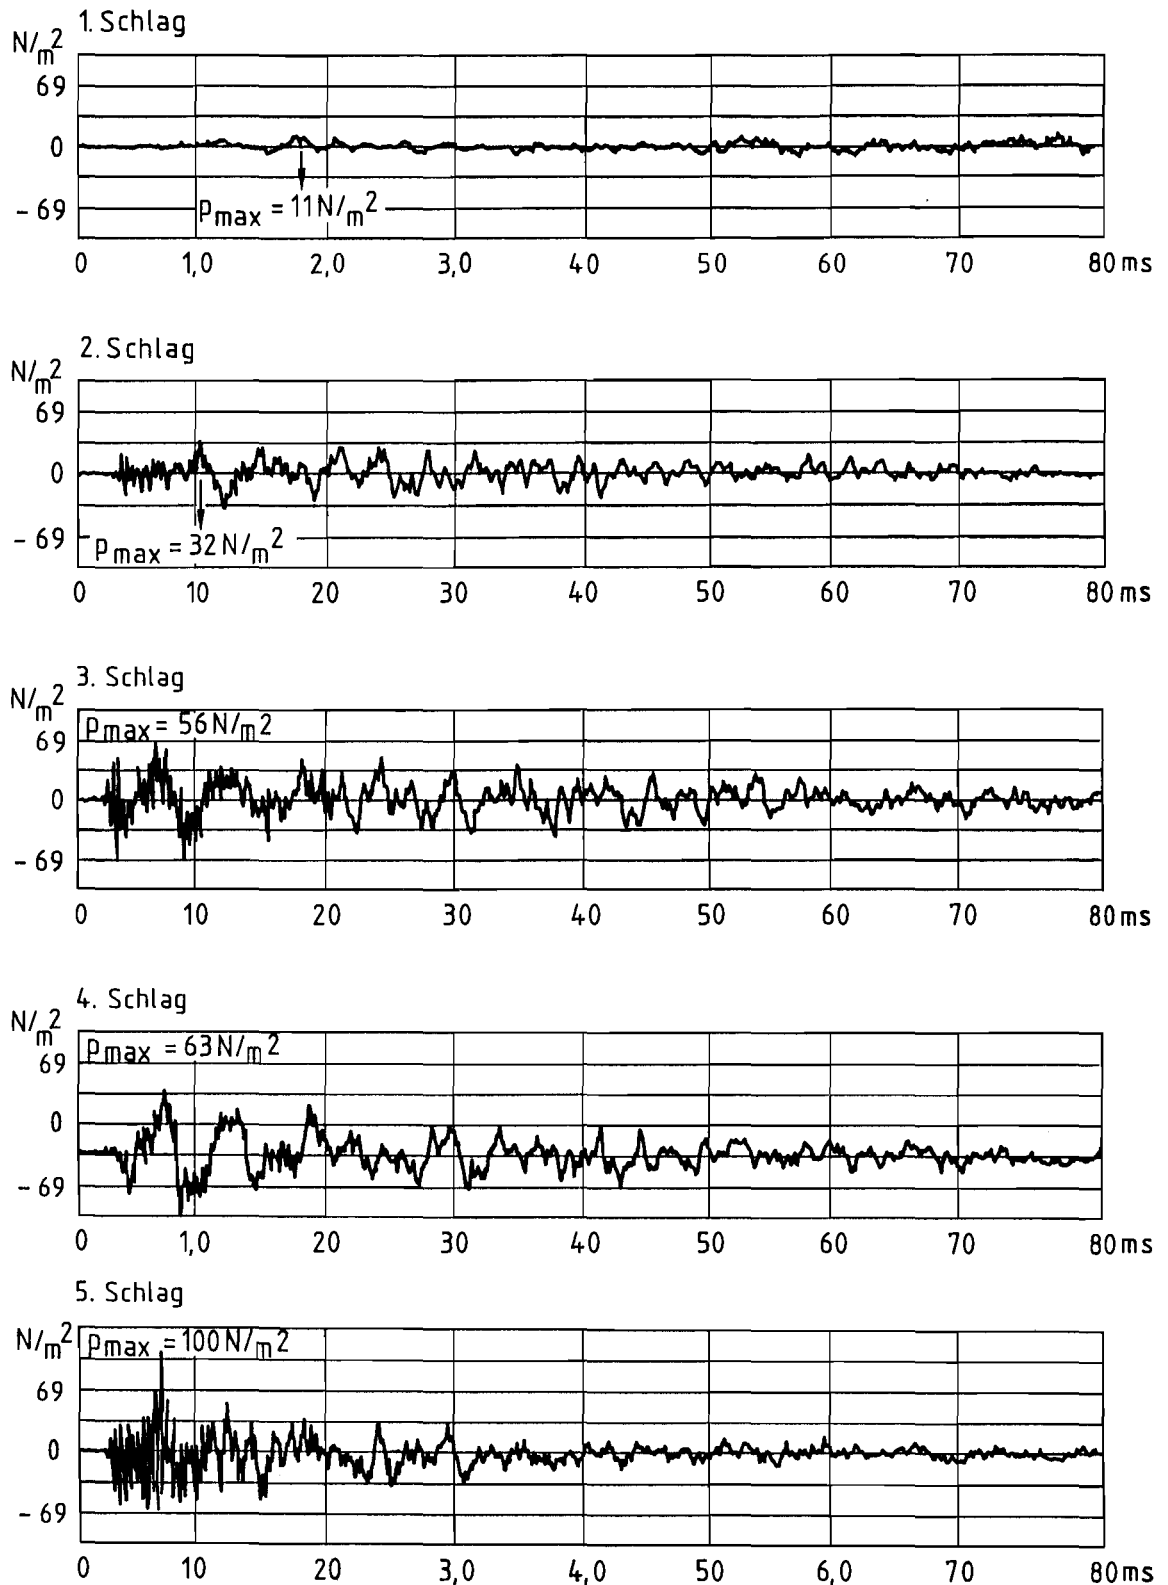 1. Schlag
N/m²
69
0
- 69
pmax = 11 N/m²
0 1,0 2,0 3,0 40 50 60 70 80 ms
2. Schlag
N/m²
69
0
- 69
pmax = 32 N/m²
0 10 20 30 40 50 60 70 80 ms
3. Schlag
N/m²
pmax = 56 N/m²
69
0
- 69
0 10 20 30 40 50 6,0 70 80 ms
4. Schlag
N/m²
pmax = 63 N/m²
69
0
- 69
0 1,0 20 30 40 50 60 70 80 ms
5. Schlag
N/m²
pmax = 100 N/m²
69
0
- 69
0 10 20 3,0 4,0 50 6,0 70 80 ms